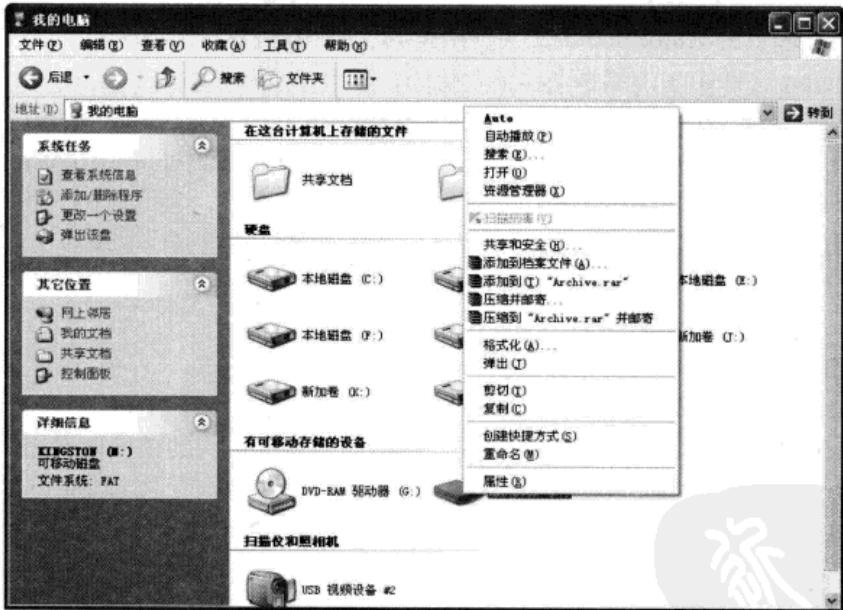 我的电脑
文件(F) 编辑(E) 查看(V) 收藏(A) 工具(T) 帮助(H)
后退 搜索 文件夹
地址(D) 我的电脑 转到
系统任务
查看系统信息
添加/删除程序
更改一个设置
弹出该盘
其它位置
网上邻居
我的文档
共享文档
控制面板
详细信息
KINGSTON (M:)
可移动磁盘
文件系统: FAT
在这台计算机上存储的文件
共享文档
硬盘
本地磁盘 (C:)
本地磁盘 (E:)
本地磁盘 (F:)
新加卷 (J:)
新加卷 (K:)
有可移动存储的设备
DVD-RAM 驱动器 (G:)
扫描仪和照相机
USB 视频设备 #2
Auto
自动播放(P)
搜索(E)...
打开(O)
资源管理器(X)
扫描病毒(V)
共享和安全(H)...
添加到档案文件(A)...
添加到(T) "Archive.rar"
压缩并邮寄...
压缩到 "Archive.rar" 并邮寄
格式化(A)...
弹出(J)
剪切(T)
复制(C)
创建快捷方式(S)
重命名(M)
属性(R)